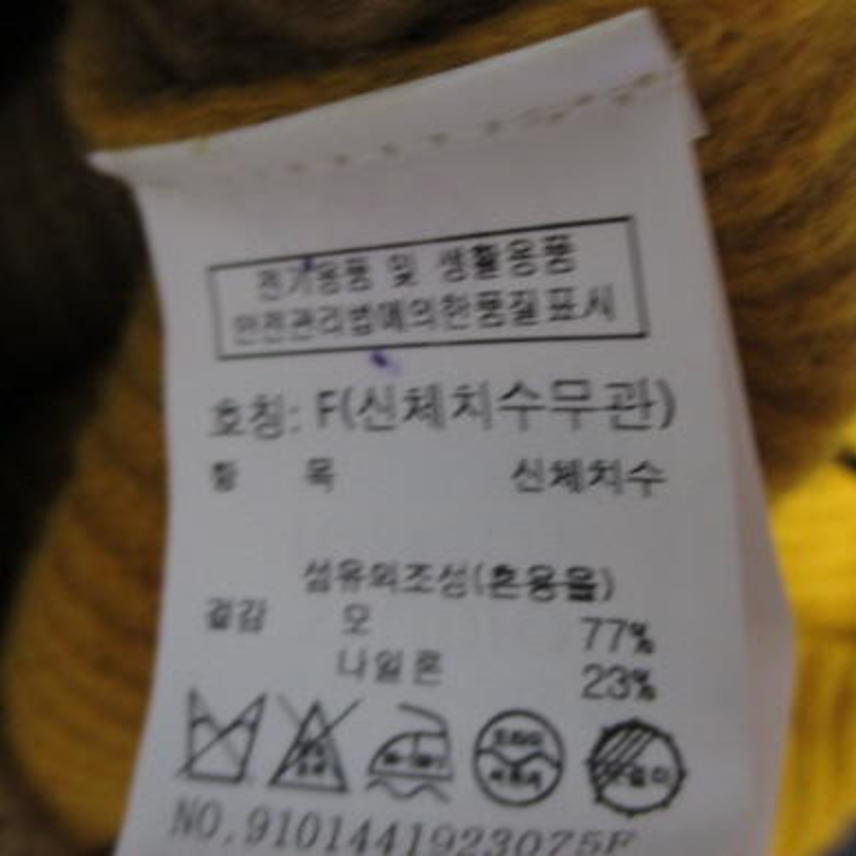 전기용품 및 생활용품
안전관리법에의한품질표시
호칭: F(신체치수무관)
항 목 신체치수
섬유의조성(혼용율)
겉감 모 77%
나일론 23%
NO.9101441923075F